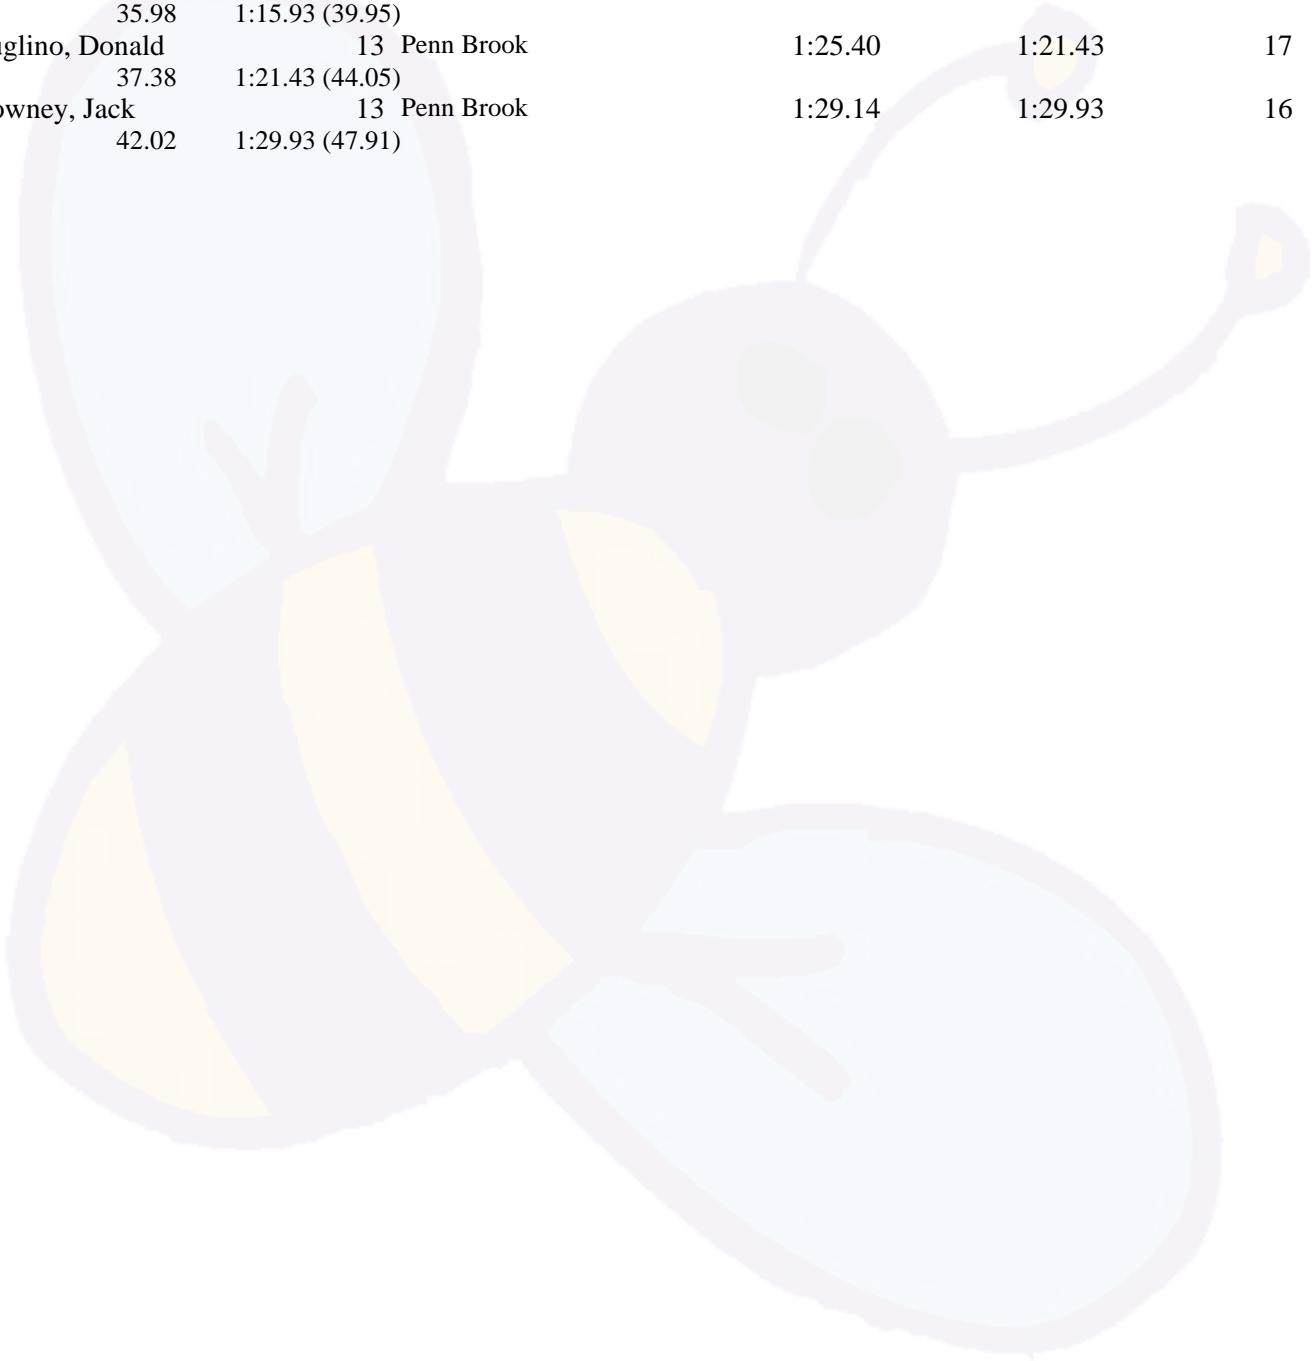 35.98 1:15.93 (39.95)
uglino, Donald 13 Penn Brook 1:25.40 1:21.43 17
37.38 1:21.43 (44.05)
owney, Jack 13 Penn Brook 1:29.14 1:29.93 16
42.02 1:29.93 (47.91)